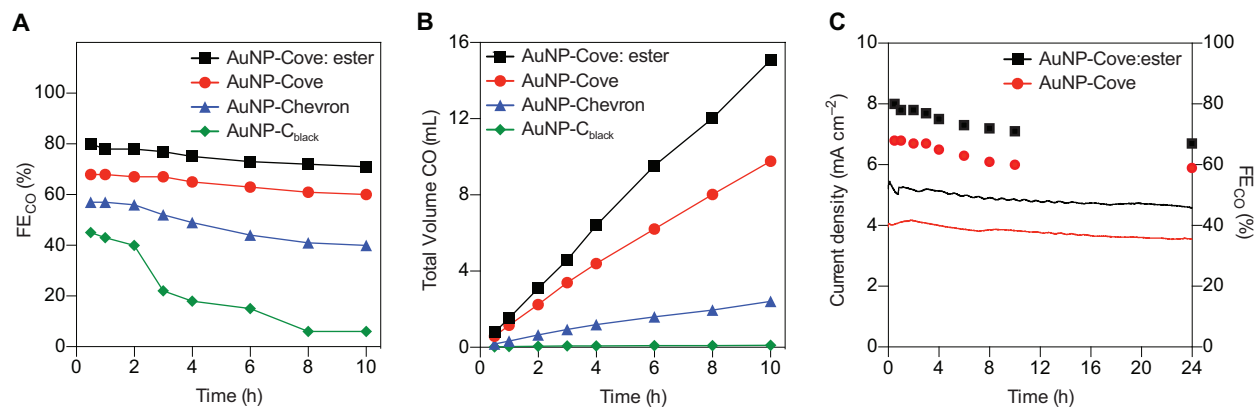 A
AuNP-Cove: ester
AuNP-Cove
AuNP-Chevron
AuNP-Cblack
FECO (%)
100
80
60
40
20
0
0 2 4 6 8 10
Time (h)
B
AuNP-Cove: ester
AuNP-Cove
AuNP-Chevron
AuNP-Cblack
Total Volume CO (mL)
16
12
8
4
0
0 2 4 6 8 10
Time (h)
C
AuNP-Cove:ester
AuNP-Cove
Current density (mA cm−2)
10
8
6
4
2
0
0 4 8 12 16 20 24
Time (h)
100
80
60
40
20
0
FECO
(%)